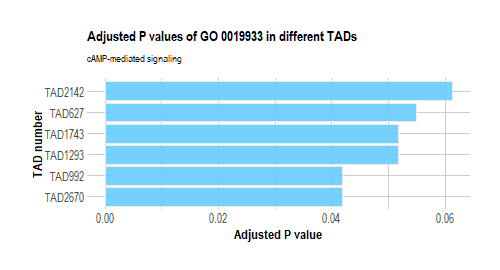 Adjusted P values of GO 0019933 in different TADs
cAMP-mediated signaling
TAD number
TAD2142
TAD627
TAD1743
TAD1293
TAD992
TAD2670
0.00 0.02 0.04 0.06
Adjusted P value